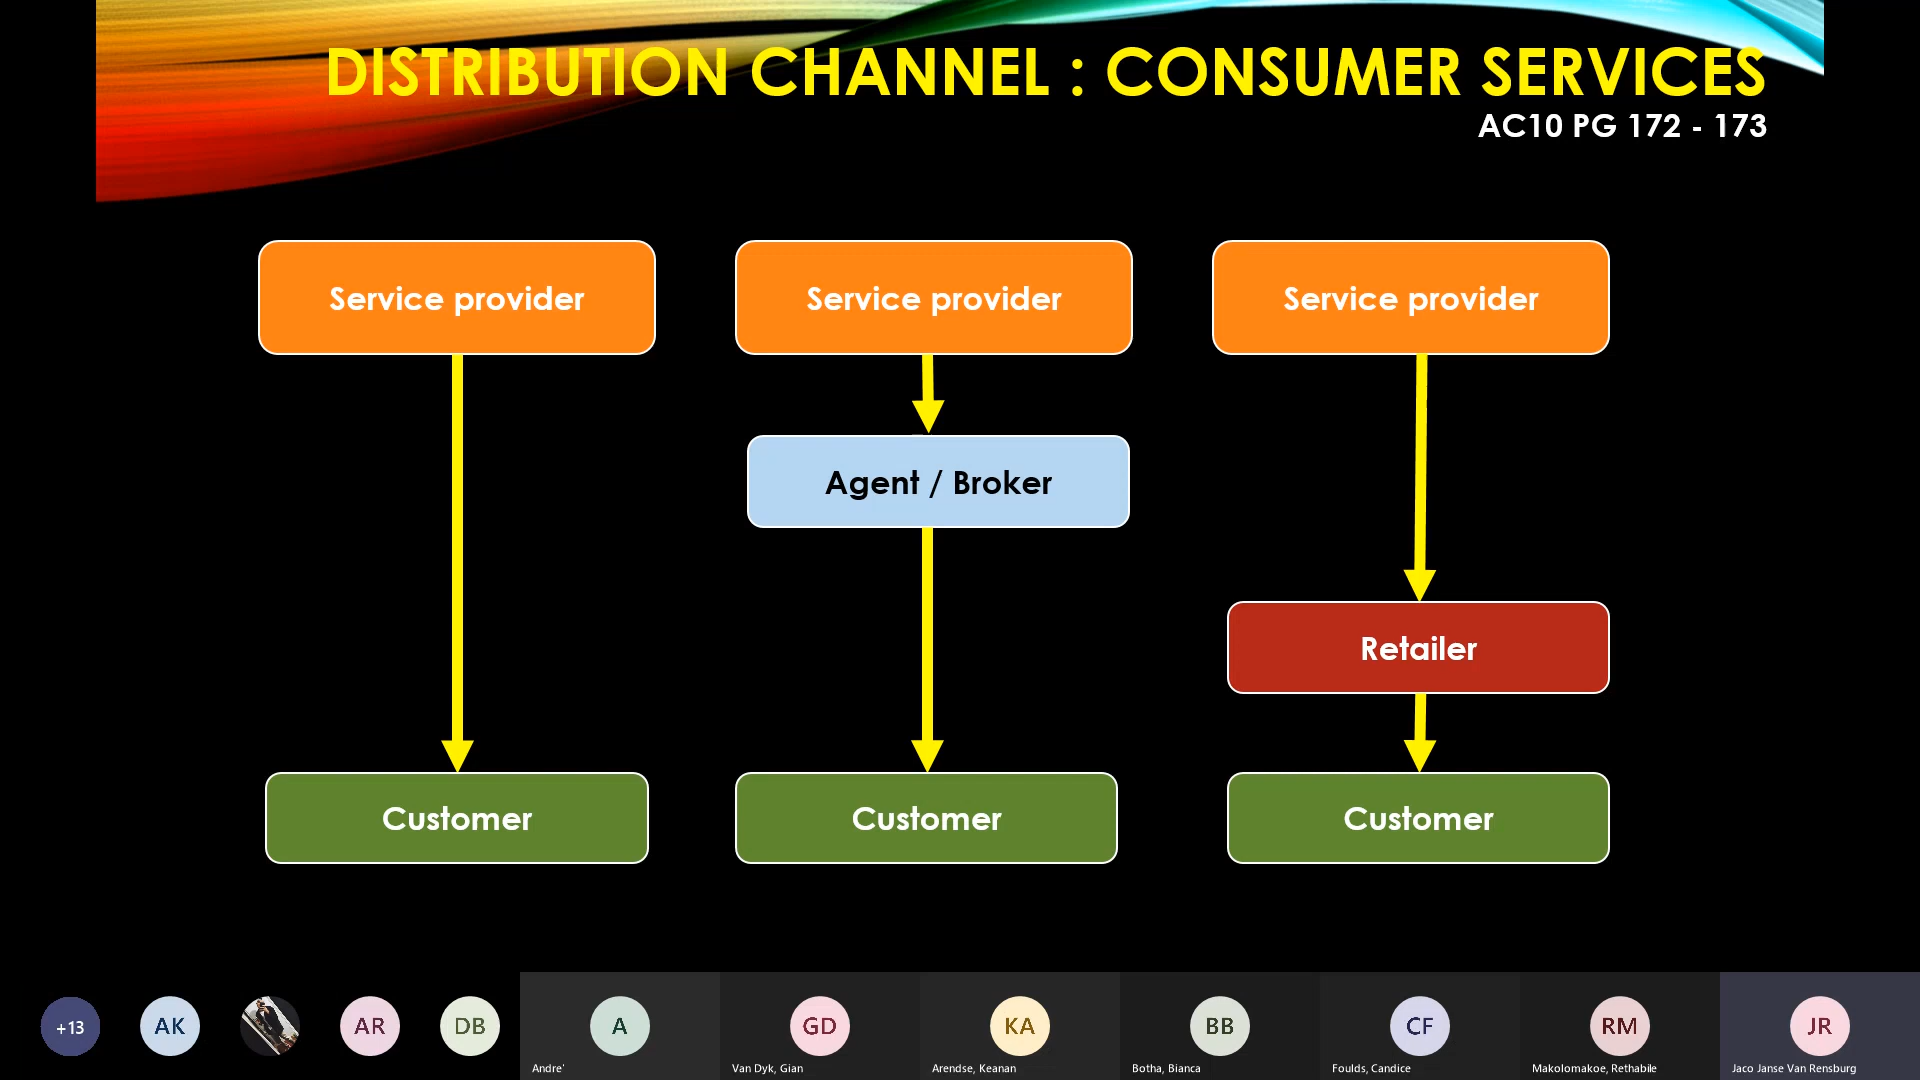 DISTRIBUTION CHANNEL : CONSUMER SERVICES
AC10 PG 172 - 173
Service provider
Service provider
Service provider
Agent / Broker
Retailer
Customer
Customer
Customer
+13
AK
AR
DB
A
GD
KA
BB
CF
RM
JR
Andre'
Van Dyk, Gian
Arendse, Keanan
Botha, Bianca
Foulds, Candice
Makolomakoe, Rethabile
Jaco Janse Van Rensburg